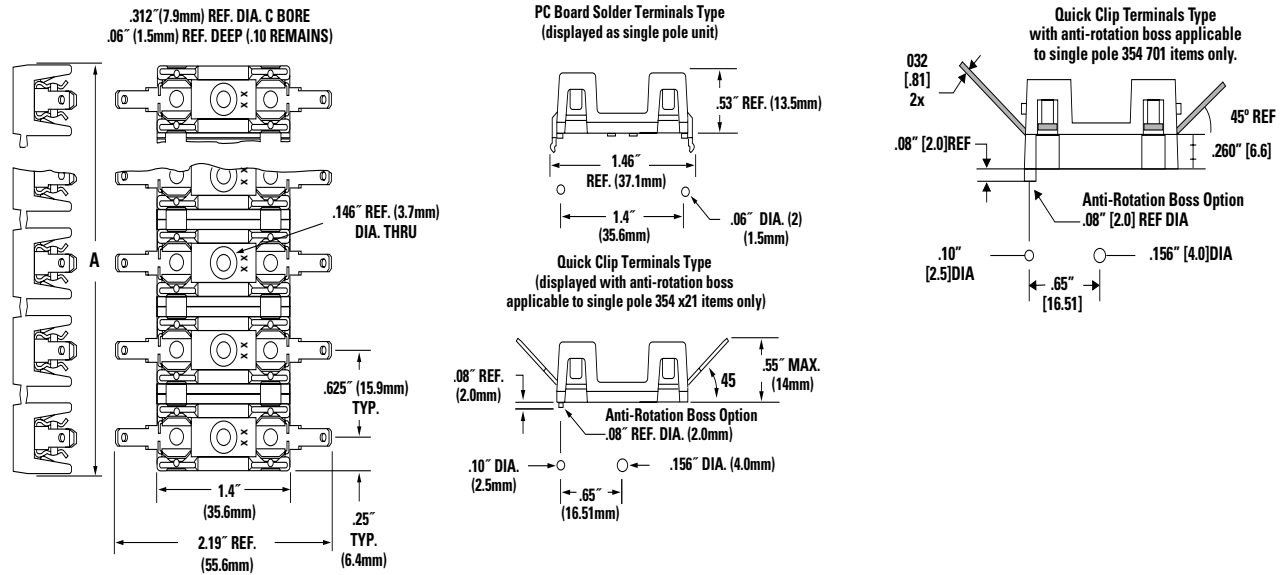 .312˝(7.9mm) REF. DIA. C BORE
.06˝ (1.5mm) REF. DEEP (.10 REMAINS)
A
X X
X X
X X
X X
X X
.146˝ REF. (3.7mm)
DIA. THRU
.625˝ (15.9mm)
TYP.
1.4˝
(35.6mm)
2.19˝ REF.
(55.6mm)
.25˝
TYP.
(6.4mm)
PC Board Solder Terminals Type
(displayed as single pole unit)
.53˝ REF. (13.5mm)
1.46˝
REF. (37.1mm)
1.4˝
(35.6mm)
.06˝ DIA. (2)
(1.5mm)
Quick Clip Terminals Type
(displayed with anti-rotation boss
applicable to single pole 354 x21 items only)
.08˝ REF.
(2.0mm)
45
.55˝ MAX.
(14mm)
Anti-Rotation Boss Option
.08˝ REF. DIA. (2.0mm)
.10˝ DIA.
(2.5mm)
.156˝ DIA. (4.0mm)
.65˝
(16.51mm)
Quick Clip Terminals Type
with anti-rotation boss applicable
to single pole 354 701 items only.
032
[.81]
2x
45º REF
.08" [2.0]REF
.260" [6.6]
Anti-Rotation Boss Option
.08" [2.0] REF DIA
.10"
[2.5]DIA
.156" [4.0]DIA
.65"
[16.51]